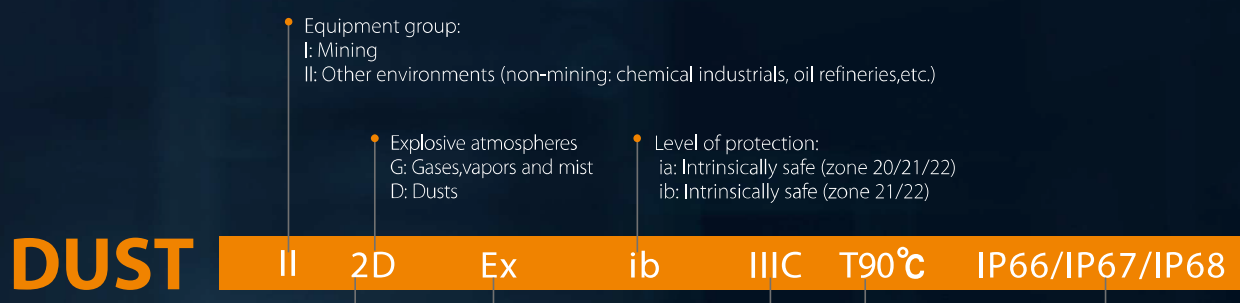 Equipment group:
I: Mining
II: Other environments (non-mining: chemical industrials, oil refineries,etc.)
Explosive atmospheres
G: Gases,vapors and mist
D: Dusts
Level of protection:
ia: Intrinsically safe (zone 20/21/22)
ib: Intrinsically safe (zone 21/22)
DUST II 2D Ex ib IIIC T90℃ IP66/IP67/IP68